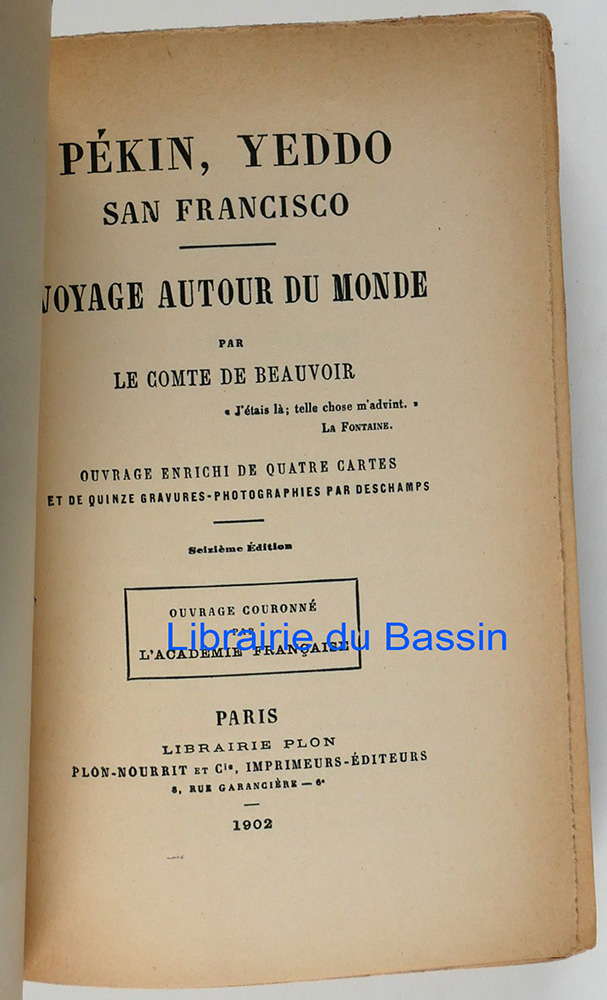 PÉKIN, YEDDO
SAN FRANCISCO
VOYAGE AUTOUR DU MONDE
PAR
LE COMTE DE BEAUVOIR
« J'étais là; telle chose m'advint. »
LA FONTAINE.
OUVRAGE ENRICHI DE QUATRE CARTES
ET DE QUINZE GRAVURES-PHOTOGRAPHIES PAR DESCHAMPS
Seizième Édition
OUVRAGE COURONNÉ
PAR
Librairie du Bassin
L'ACADÉMIE FRANÇAISE
PARIS
LIBRAIRIE PLON
PLON-NOURRIT ET Cie, IMPRIMEURS-ÉDITEURS
8, RUE GARANCIÈRE — 6e
1902